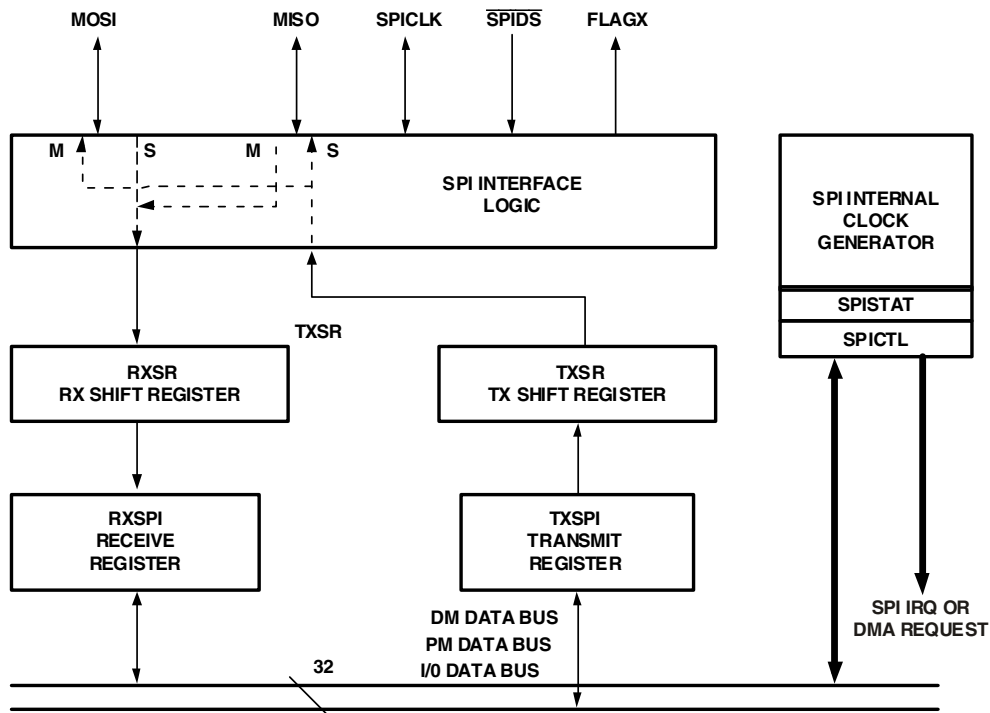 MOSI
MISO
SPICLK
SPIDS
FLAGX
M
S
M
S
SPI INTERFACE
LOGIC
SPI INTERNAL
CLOCK
GENERATOR
SPISTAT
SPICTL
TXSR
RXSR
RX SHIFT REGISTER
TXSR
TX SHIFT REGISTER
RXSPI
RECEIVE
REGISTER
TXSPI
TRANSMIT
REGISTER
SPI IRQ OR
DMA REQUEST
DM DATA BUS
PM DATA BUS
I/0 DATA BUS
32